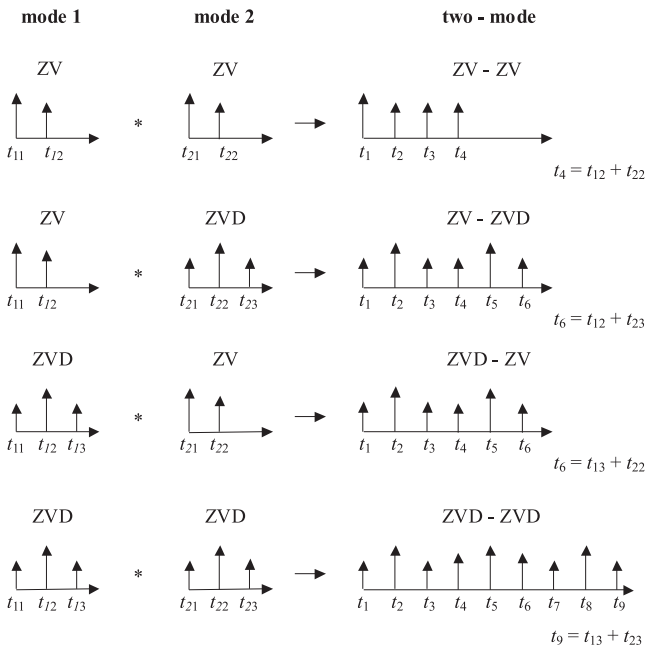 mode 1 mode 2 two - mode
ZV ZV ZV - ZV
* *
t11 t12 t21 t22 t1 t2 t3 t4
t4 = t12 + t22
ZV ZVD ZV - ZVD
*
t11 t12 t21 t22 t23 t1 t2 t3 t4 t5 t6
t6 = t12 + t23
ZVD ZV ZVD - ZV
*
t11 t12 t13 t21 t22 t1 t2 t3 t4 t5 t6
t6 = t13 + t22
ZVD ZVD ZVD - ZVD
*
t11 t12 t13 t21 t22 t23 t1 t2 t3 t4 t5 t6 t7 t8 t9
t9 = t13 + t23